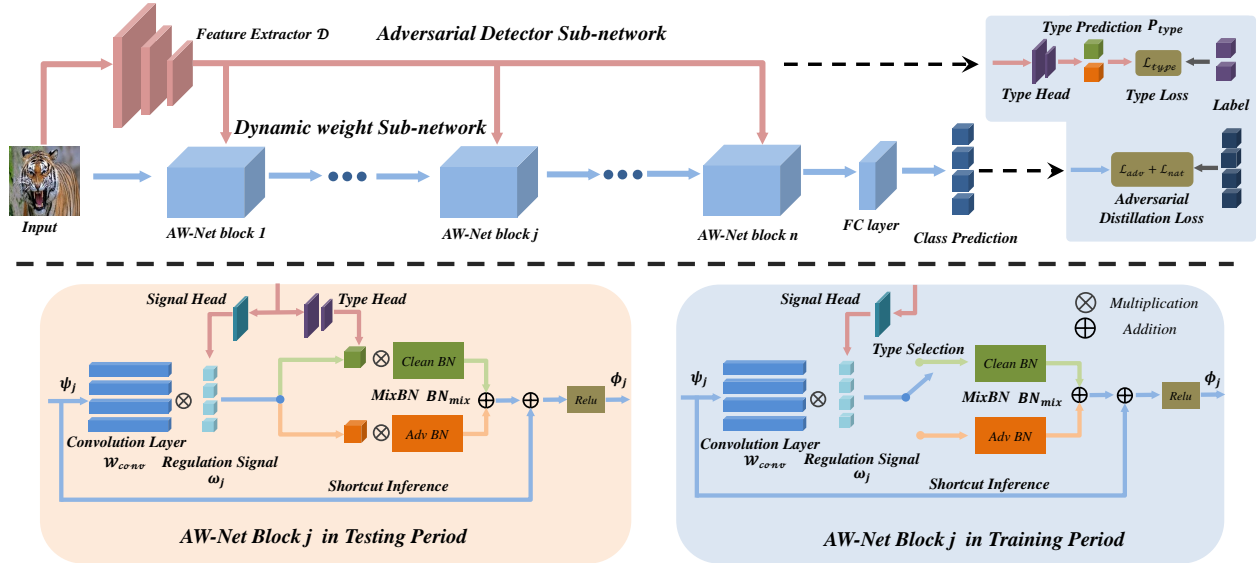 Feature Extractor D
Adversarial Detector Sub-network
Type Prediction P_type
L_type
Type Head
Type Loss
Label
Dynamic weight Sub-network
L_adv + L_nat
Adversarial
Distillation Loss
Input
AW-Net block 1
AW-Net block j
AW-Net block n
FC layer
Class Prediction
Signal Head
Type Head
ψ_j
Clean BN
MixBN BN_mix
Adv BN
Relu
ϕ_j
Convolution Layer
W_conv
Regulation Signal
ω_j
Shortcut Inference
AW-Net Block j in Testing Period
Signal Head
Multiplication
Addition
Type Selection
ψ_j
Clean BN
MixBN BN_mix
Adv BN
Relu
ϕ_j
Convolution Layer
W_conv
Regulation Signal
ω_j
Shortcut Inference
AW-Net Block j in Training Period